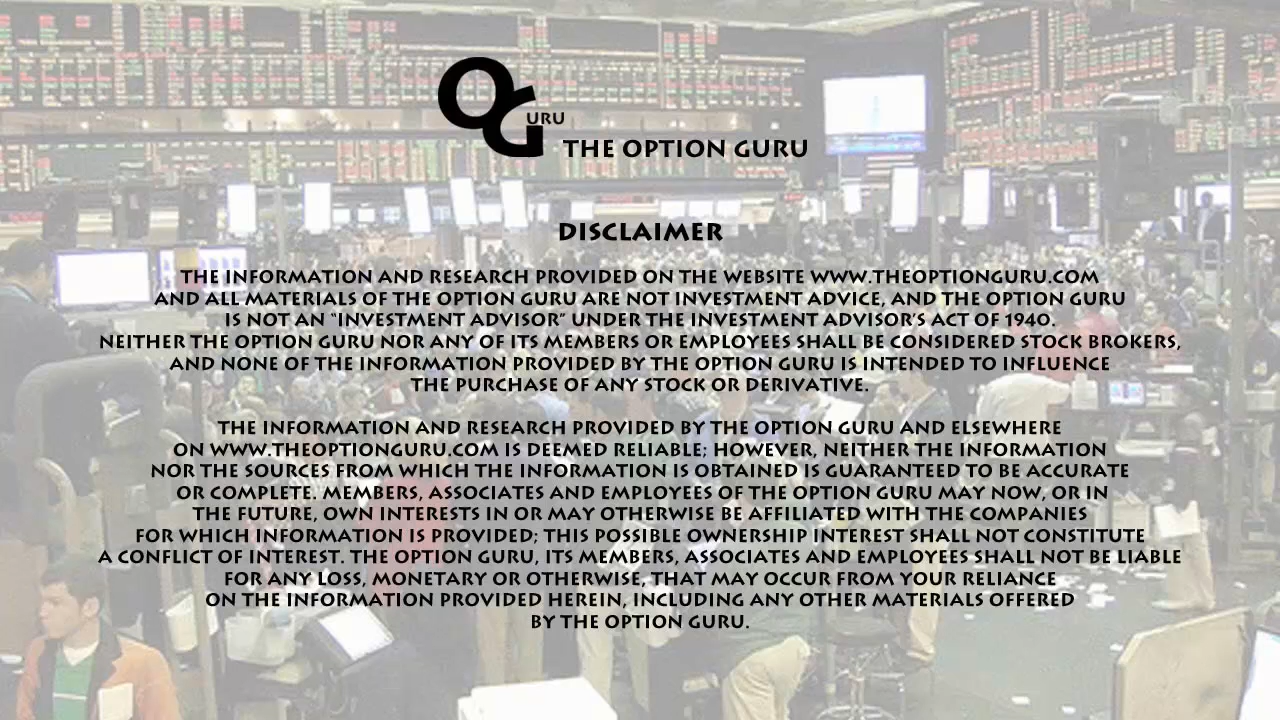 OG URU
THE OPTION GURU
DISCLAIMER
THE INFORMATION AND RESEARCH PROVIDED ON THE WEBSITE WWW.THEOPTIONGURU.COM
AND ALL MATERIALS OF THE OPTION GURU ARE NOT INVESTMENT ADVICE, AND THE OPTION GURU
IS NOT AN “INVESTMENT ADVISOR” UNDER THE INVESTMENT ADVISOR’S ACT OF 1940.
NEITHER THE OPTION GURU NOR ANY OF ITS MEMBERS OR EMPLOYEES SHALL BE CONSIDERED STOCK BROKERS,
AND NONE OF THE INFORMATION PROVIDED BY THE OPTION GURU IS INTENDED TO INFLUENCE
THE PURCHASE OF ANY STOCK OR DERIVATIVE.
THE INFORMATION AND RESEARCH PROVIDED BY THE OPTION GURU AND ELSEWHERE
ON WWW.THEOPTIONGURU.COM IS DEEMED RELIABLE; HOWEVER, NEITHER THE INFORMATION
NOR THE SOURCES FROM WHICH THE INFORMATION IS OBTAINED IS GUARANTEED TO BE ACCURATE
OR COMPLETE. MEMBERS, ASSOCIATES AND EMPLOYEES OF THE OPTION GURU MAY NOW, OR IN
THE FUTURE, OWN INTERESTS IN OR MAY OTHERWISE BE AFFILIATED WITH THE COMPANIES
FOR WHICH INFORMATION IS PROVIDED; THIS POSSIBLE OWNERSHIP INTEREST SHALL NOT CONSTITUTE
A CONFLICT OF INTEREST. THE OPTION GURU, ITS MEMBERS, ASSOCIATES AND EMPLOYEES SHALL NOT BE LIABLE
FOR ANY LOSS, MONETARY OR OTHERWISE, THAT MAY OCCUR FROM YOUR RELIANCE
ON THE INFORMATION PROVIDED HEREIN, INCLUDING ANY OTHER MATERIALS OFFERED
BY THE OPTION GURU.